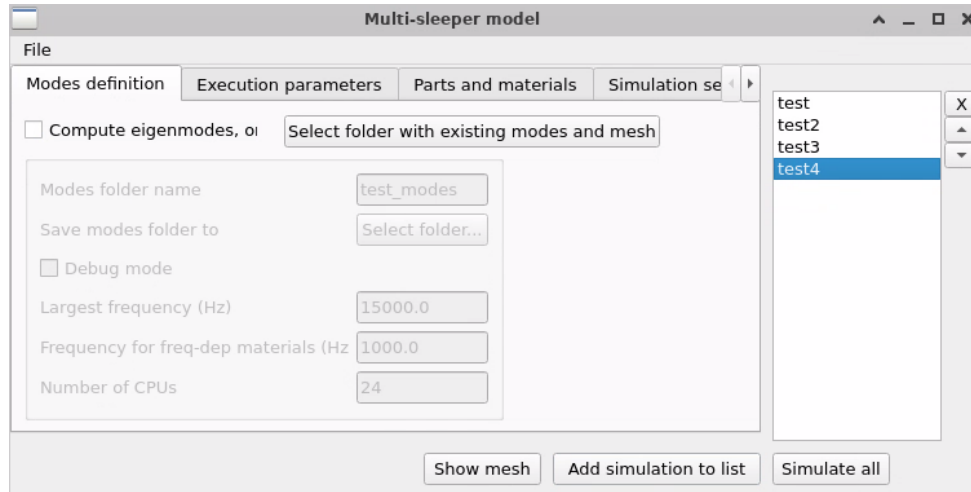 Multi-sleeper model
File
Modes definition Execution parameters Parts and materials Simulation se
Compute eigenmodes, or Select folder with existing modes and mesh
Modes folder name test_modes
Save modes folder to Select folder...
Debug mode
Largest frequency (Hz) 15000.0
Frequency for freq-dep materials (Hz 1000.0
Number of CPUs 24
test
test2
test3
test4
X
Show mesh Add simulation to list Simulate all